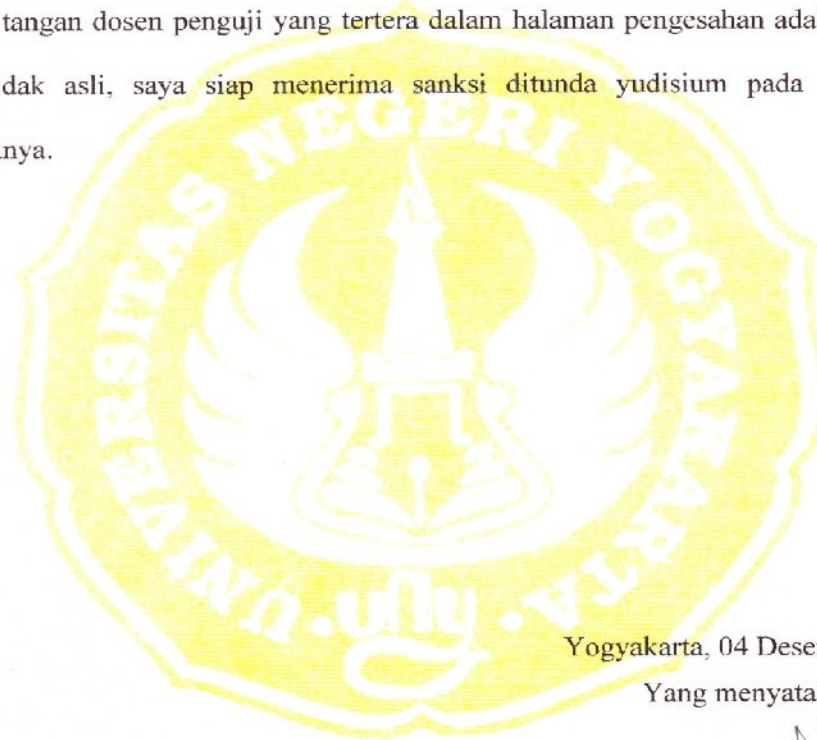 tangan dosen penguji yang tertera dalam halaman pengesahan ada
dak asli, saya siap menerima sanksi ditunda yudisium pada
nya.
UNIVERSITAS NEGERI YOGYAKARTA
Yogyakarta, 04 Dese
Yang menyata